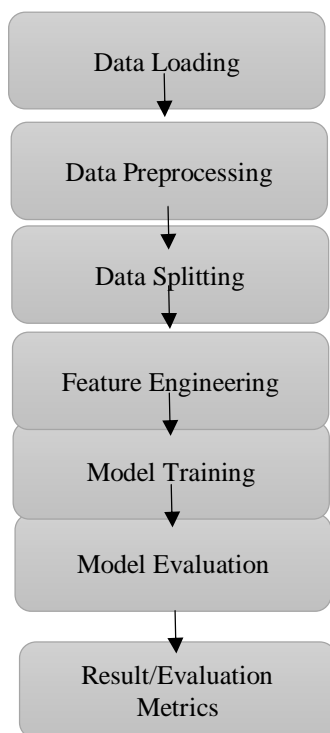 Data Loading
Data Preprocessing
Data Splitting
Feature Engineering
Model Training
Model Evaluation
Result/Evaluation
Metrics